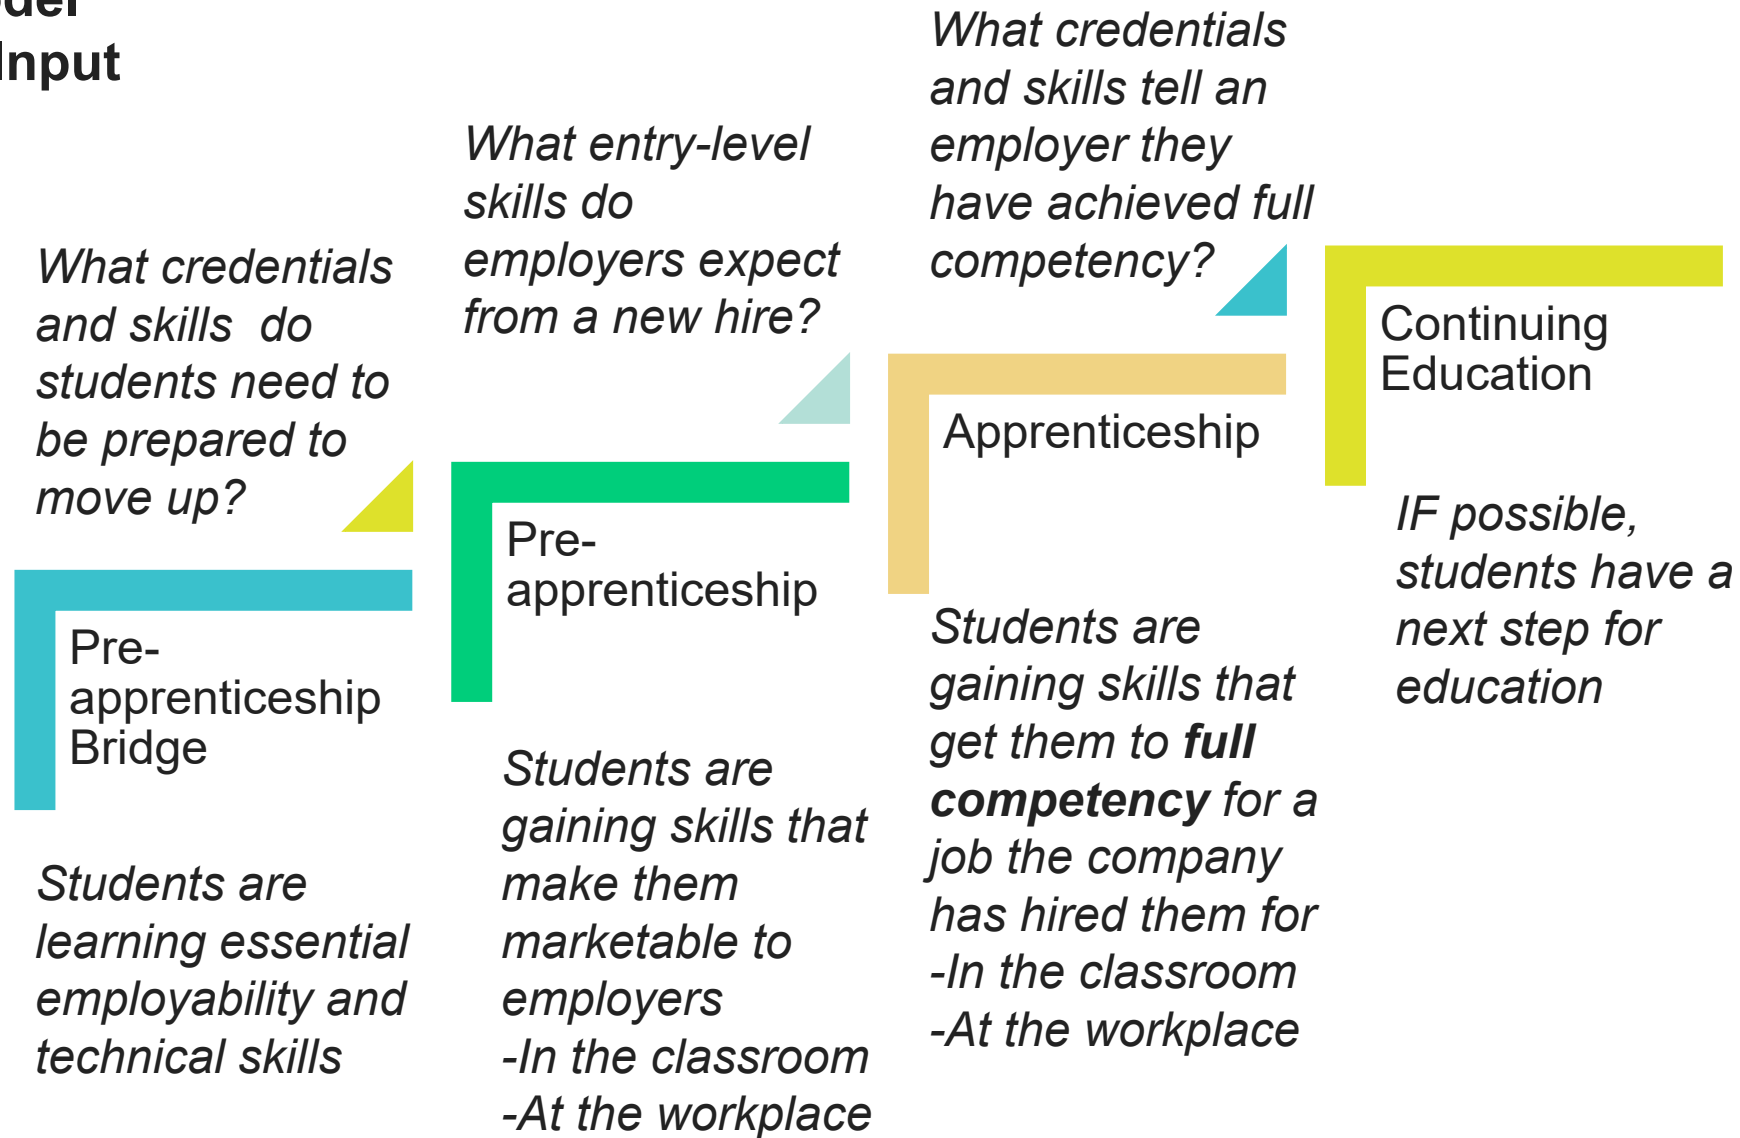 Input
What credentials
and skills  do
students need to
be prepared to
move up?
Pre-
apprenticeship
Bridge
Students are
learning essential
employability and
technical skills
What entry-level
skills do
employers expect
from a new hire?
Pre-
apprenticeship
Students are
gaining skills that
make them
marketable to
employers
-In the classroom
-At the workplace
What credentials
and skills tell an
employer they
have achieved full
competency?
Apprenticeship
Students are
gaining skills that
get them to full
competency for a
job the company
has hired them for
-In the classroom
-At the workplace
Continuing
Education
IF possible,
students have a
next step for
education